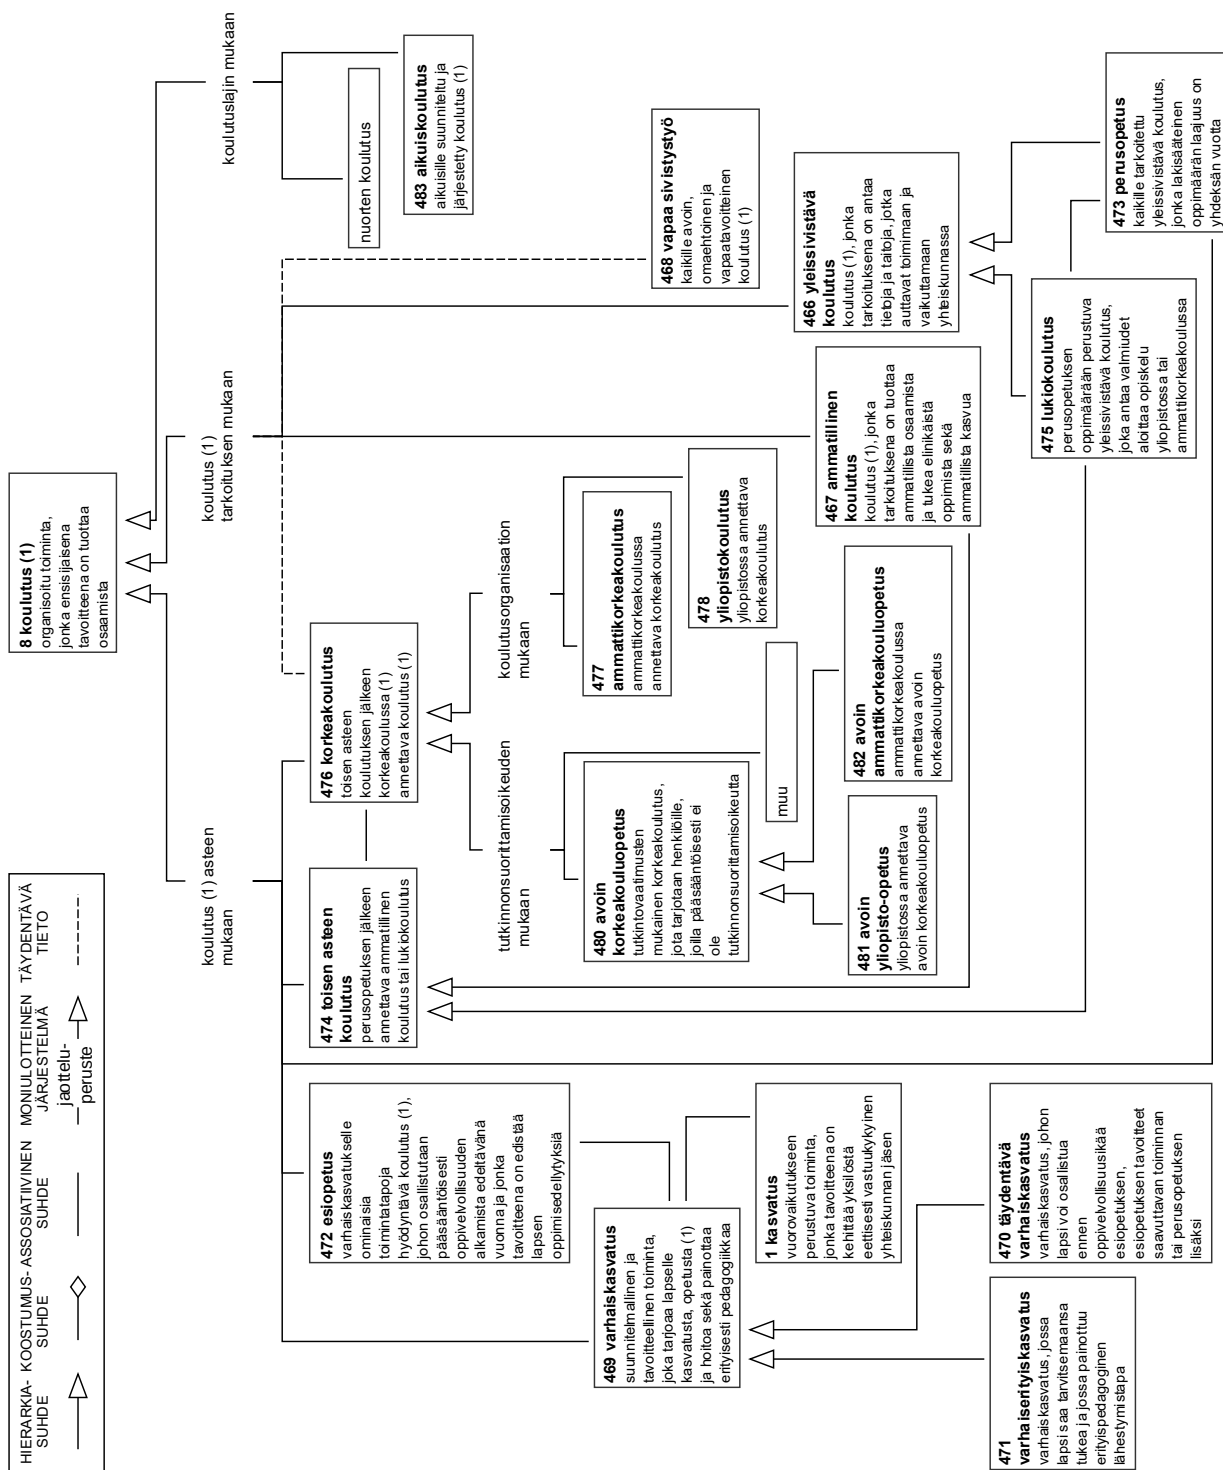 HIERARKIA-
SUHDE
KOOSTUMUS-
SUHDE
ASSOSIATIIVINEN
SUHDE
MONIULOTTEINEN
JÄRJESTELMÄ
jaottelu-
peruste
TÄYDENTÄVÄ
TIETO
8 koulutus (1)
organisoitu toiminta,
jonka ensisijaisena
tavoitteena on tuottaa
osaamista
koulutus (1) asteen
mukaan
koulutus (1)
tarkoituksen mukaan
koulutuslajin mukaan
nuorten koulutus
483 aikuiskoulutus
aikuisille suunniteltu ja
järjestetty koulutus (1)
472 esiopetus
varhaiskasvatukselle
ominaisia
toimintatapoja
hyödyntävä koulutus (1),
johon osallistutaan
pääsääntöisesti
oppivelvollisuuden
alkamista edeltävänä
vuonna ja jonka
tavoitteena on edistää
lapsen
oppimisedellytyksiä
474 toisen asteen
koulutus
perusopetuksen jälkeen
annettava ammatillinen
koulutus tai lukiokoulutus
476 korkeakoulutus
toisen asteen
koulutuksen jälkeen
korkeakoulussa (1)
annettava koulutus (1)
tutkinnonsuorittamisoikeuden
mukaan
koulutusorganisaation
mukaan
480 avoin
korkeakouluopetus
tutkintovaatimusten
mukainen korkeakoulutus,
jota tarjotaan henkilöille,
joilla pääsääntöisesti ei
ole
tutkinnonsuorittamisoikeutta
muu
477
ammattikorkeakoulutus
ammattikorkeakoulussa
annettava korkeakoulutus
478
yliopistokoulutus
yliopistossa annettava
korkeakoulutus
468 vapaa sivistystyö
kaikille avoin,
omaehtoinen ja
vapaatavoitteinen
koulutus (1)
469 varhaiskasvatus
suunnitelmallinen ja
tavoitteellinen toiminta,
joka tarjoaa lapselle
kasvatusta, opetusta (1)
ja hoitoa sekä painottaa
erityisesti pedagogiikkaa
1 kasvatus
vuorovaikutukseen
perustuva toiminta,
jonka tavoitteena on
kehittää yksilöstä
eettisesti vastuukykyinen
yhteiskunnan jäsen
481 avoin
yliopisto-opetus
yliopistossa annettava
avoin korkeakouluopetus
482 avoin
ammattikorkeakouluopetus
ammattikorkeakoulussa
annettava avoin
korkeakouluopetus
467 ammatillinen
koulutus
koulutus (1), jonka
tarkoituksena on tuottaa
ammatillista osaamista
ja tukea elinikäistä
oppimista sekä
ammatillista kasvua
466 yleissivistävä
koulutus
koulutus (1), jonka
tarkoituksena on antaa
tietoja ja taitoja, jotka
auttavat toimimaan ja
vaikuttamaan
yhteiskunnassa
471
varhaiserityiskasvatus
varhaiskasvatus, jossa
lapsi saa tarvitsemaansa
tukea ja jossa painottuu
erityispedagoginen
lähestymistapa
470 täydentävä
varhaiskasvatus
varhaiskasvatus, johon
lapsi voi osallistua
ennen
oppivelvollisuusikää
esiopetuksen,
esiopetuksen tavoitteet
saavuttavan toiminnan
tai perusopetuksen
lisäksi
475 lukiokoulutus
perusopetuksen
oppimäärään perustuva
yleissivistävä koulutus,
joka antaa valmiudet
aloittaa opiskelu
yliopistossa tai
ammattikorkeakoulussa
473 perusopetus
kaikille tarkoitettu
yleissivistävä koulutus,
jonka lakisääteinen
oppimäärän laajuus on
yhdeksän vuotta